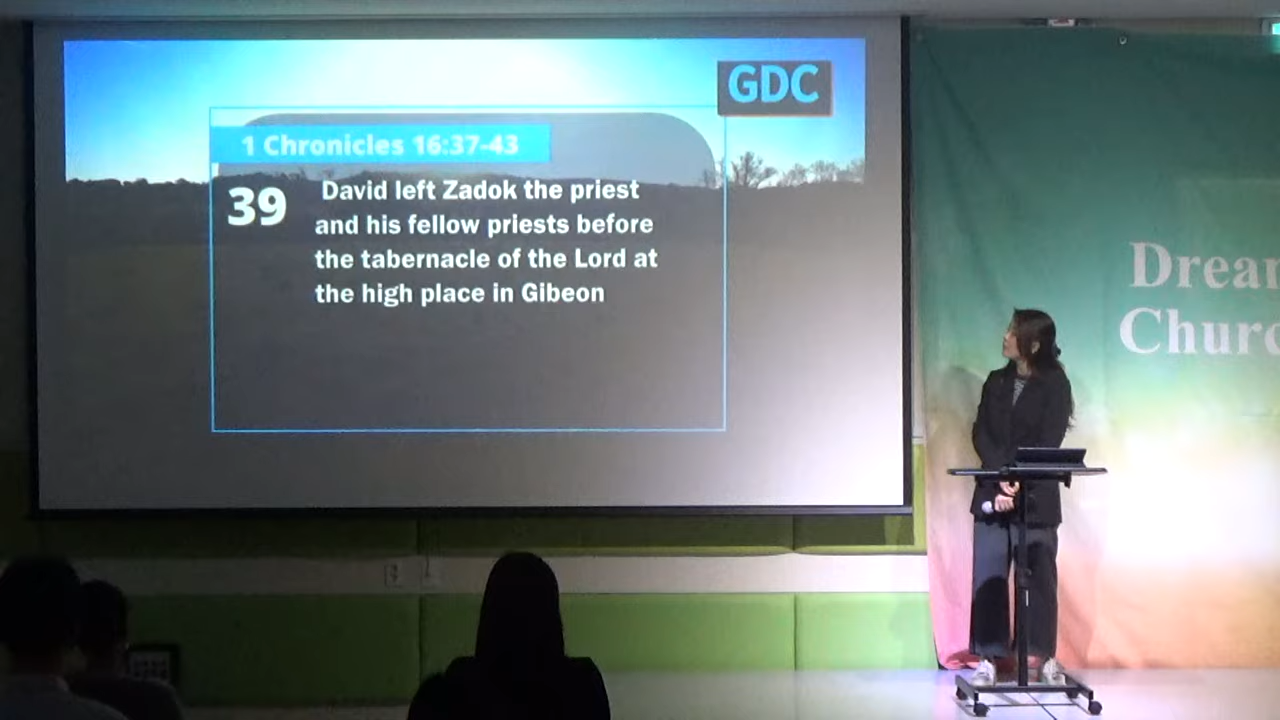 GDC
1 Chronicles 16:37-43
39
David left Zadok the priest
and his fellow priests before
the tabernacle of the Lord at
the high place in Gibeon
Drea
Churc